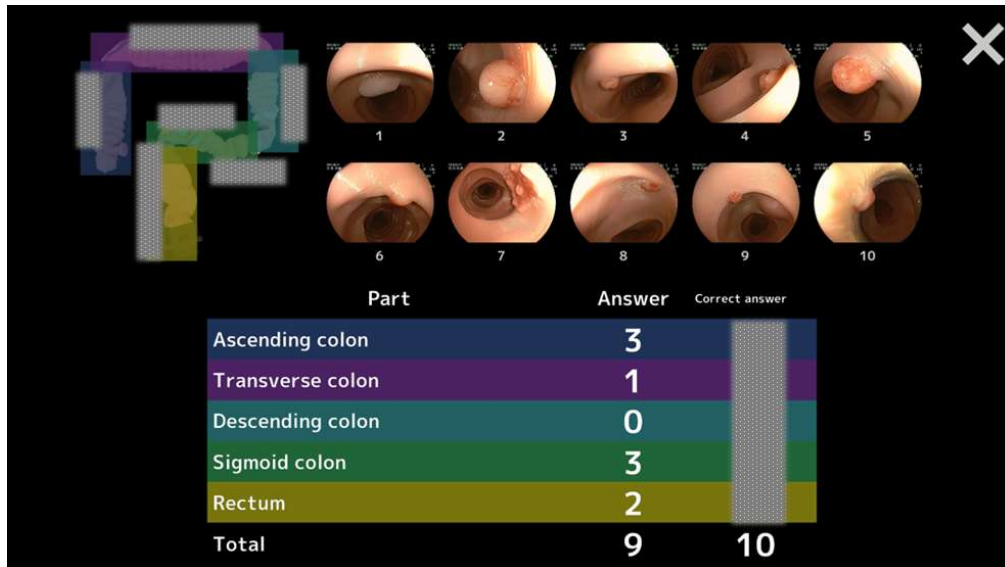 1 2 3 4 5
6 7 8 9 10
Part Answer Correct answer
Ascending colon 3
Transverse colon 1
Descending colon 0
Sigmoid colon 3
Rectum 2
Total 9 10